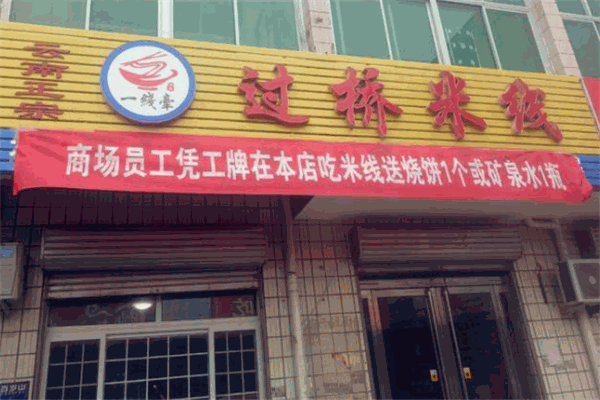 云南正宗
一线豪
过桥米线
商场员工凭工牌在本店吃米线送烧饼1个或矿泉水1瓶